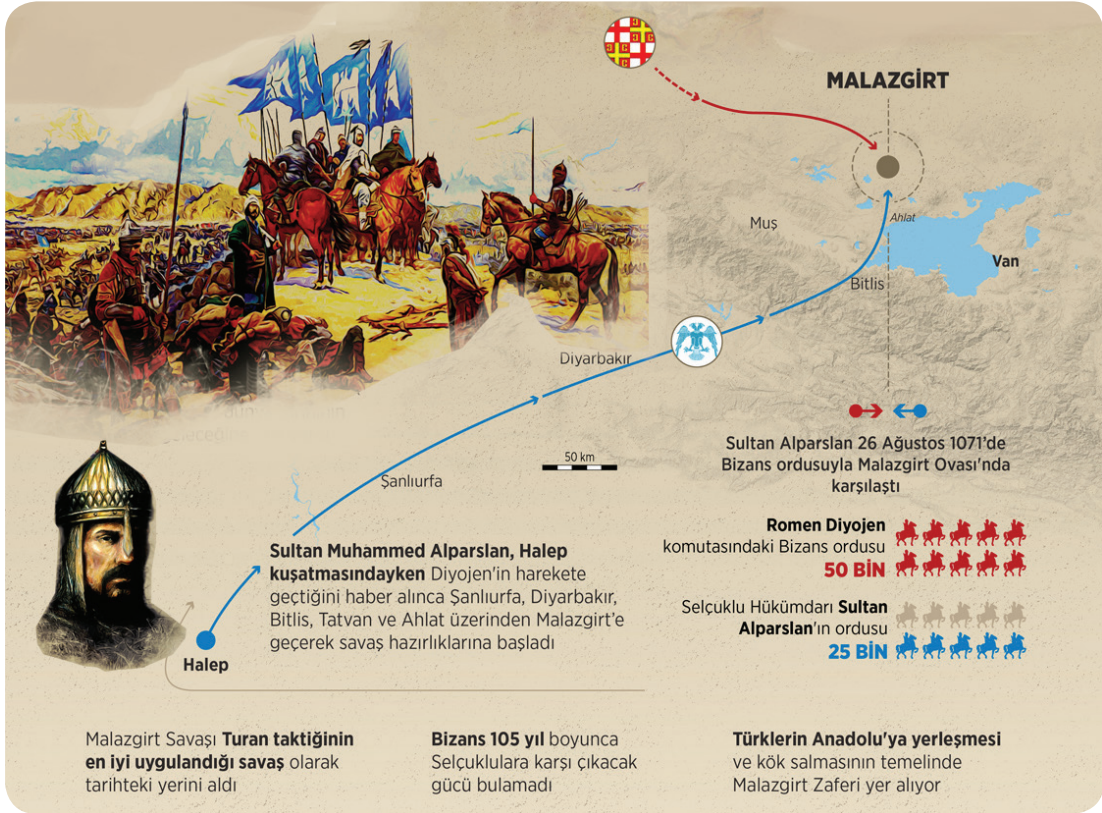 MALAZGİRT
Ahlat
Muş
Van
Bitlis
Diyarbakır
50 km
Şanlıurfa
Halep
Sultan Muhammed Alparslan, Halep
kuşatmasındayken Diyojen'in harekete
geçtiğini haber alınca Şanlıurfa, Diyarbakır,
Bitlis, Tatvan ve Ahlat üzerinden Malazgirt'e
geçerek savaş hazırlıklarına başladı
Sultan Alparslan 26 Ağustos 1071'de
Bizans ordusuyla Malazgirt Ovası'nda
karşılaştı
Romen Diyojen
komutasındaki Bizans ordusu
50 BİN
Selçuklu Hükümdarı Sultan
Alparslan'ın ordusu
25 BİN
Malazgirt Savaşı Turan taktiğinin
en iyi uygulandığı savaş olarak
tarihteki yerini aldı
Bizans 105 yıl boyunca
Selçuklulara karşı çıkacak
gücü bulamadı
Türklerin Anadolu'ya yerleşmesi
ve kök salmasının temelinde
Malazgirt Zaferi yer alıyor